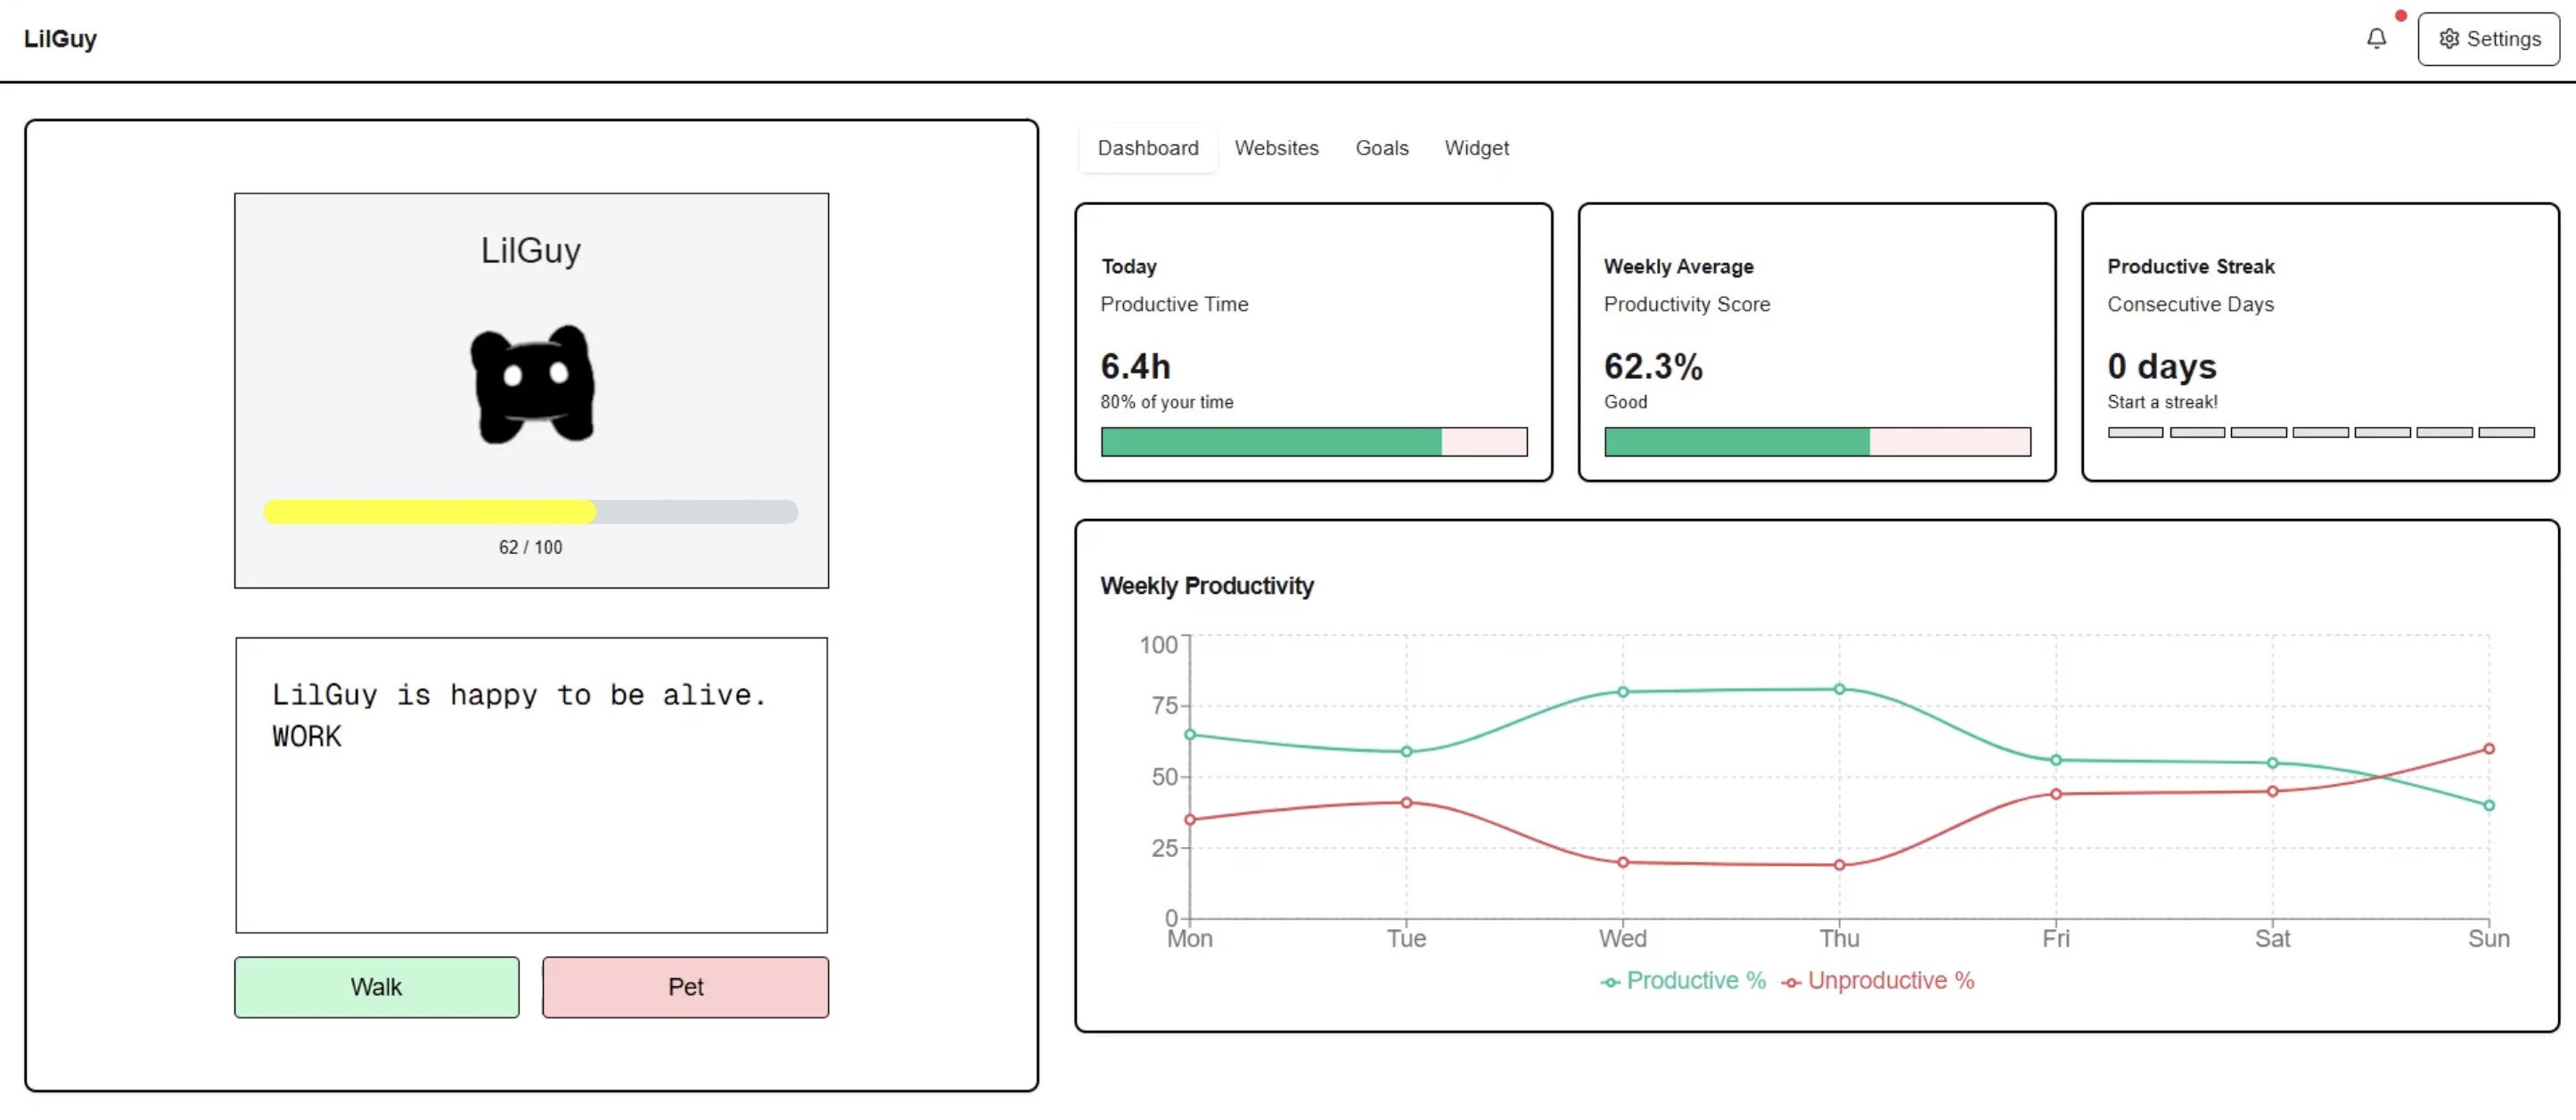 LilGuy
Settings
LilGuy
62 / 100
LilGuy is happy to be alive.
WORK
Walk
Pet
Dashboard
Websites
Goals
Widget
Today
Productive Time
6.4h
80% of your time
Weekly Average
Productivity Score
62.3%
Good
Productive Streak
Consecutive Days
0 days
Start a streak!
Weekly Productivity
100
75
50
25
0
Mon
Tue
Wed
Thu
Fri
Sat
Sun
Productive %
Unproductive %